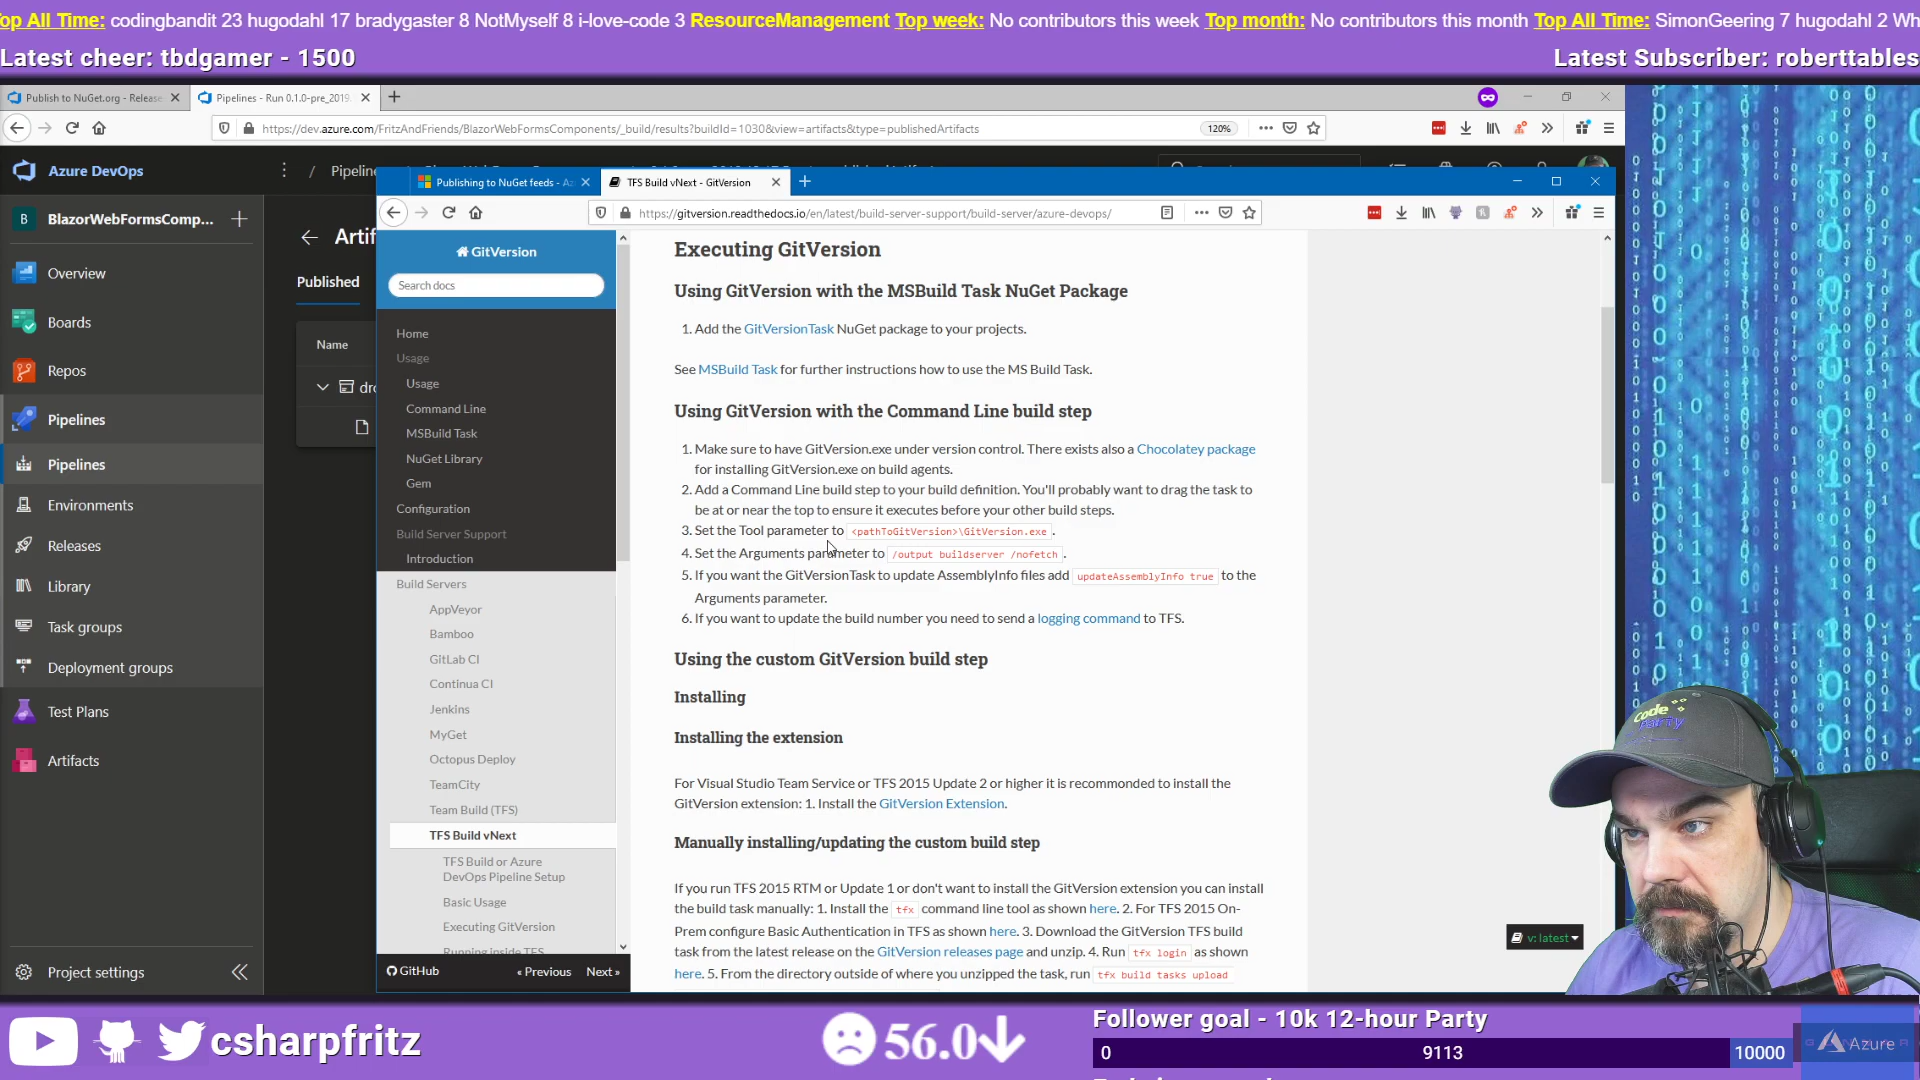 op All Time: codingbandit 23 hugodahl 17 bradygaster 8 NotMyself 8 i-love-code 3 ResourceManagement Top week: No contributors this week Top month: No contributors this month Top All Time: SimonGeering 7 hugodahl 2 Wh
Latest cheer: tbdgamer - 1500
Latest Subscriber: roberttables
Publish to NuGet.org - Release
Pipelines - Run 0.1.0-pre_2019.
https://dev.azure.com/FritzAndFriends/BlazorWebFormsComponents/_build/results?buildId=1030&view=artifacts&type=publishedArtifacts
120%
Azure DevOps
/ Pipeline
B BlazorWebFormsComp...
Overview
Boards
Repos
Pipelines
Pipelines
Environments
Releases
Library
Task groups
Deployment groups
Test Plans
Artifacts
Project settings
Artif
Published
Name
dro
Publishing to NuGet feeds - Az
TFS Build vNext - GitVersion
https://gitversion.readthedocs.io/en/latest/build-server-support/build-server/azure-devops/
GitVersion
Search docs
Home
Usage
Usage
Command Line
MSBuild Task
NuGet Library
Gem
Configuration
Build Server Support
Introduction
Build Servers
AppVeyor
Bamboo
GitLab CI
Continua CI
Jenkins
MyGet
Octopus Deploy
TeamCity
Team Build (TFS)
TFS Build vNext
TFS Build or Azure
DevOps Pipeline Setup
Basic Usage
Executing GitVersion
Running inside TFS
GitHub
« Previous
Next »
Executing GitVersion
Using GitVersion with the MSBuild Task NuGet Package
1. Add the GitVersionTask NuGet package to your projects.
See MSBuild Task for further instructions how to use the MS Build Task.
Using GitVersion with the Command Line build step
1. Make sure to have GitVersion.exe under version control. There exists also a Chocolatey package
for installing GitVersion.exe on build agents.
2. Add a Command Line build step to your build definition. You'll probably want to drag the task to
be at or near the top to ensure it executes before your other build steps.
3. Set the Tool parameter to <pathToGitVersion>\GitVersion.exe.
4. Set the Arguments parameter to /output buildserver /nofetch.
5. If you want the GitVersionTask to update AssemblyInfo files add updateAssemblyInfo true to the
Arguments parameter.
6. If you want to update the build number you need to send a logging command to TFS.
Using the custom GitVersion build step
Installing
Installing the extension
For Visual Studio Team Service or TFS 2015 Update 2 or higher it is recommonded to install the
GitVersion extension: 1. Install the GitVersion Extension.
Manually installing/updating the custom build step
If you run TFS 2015 RTM or Update 1 or don't want to install the GitVersion extension you can install
the build task manually: 1. Install the tfx command line tool as shown here. 2. For TFS 2015 On-
Prem configure Basic Authentication in TFS as shown here. 3. Download the GitVersion TFS build
task from the latest release on the GitVersion releases page and unzip. 4. Run tfx login as shown
here. 5. From the directory outside of where you unzipped the task, run tfx build tasks upload
v: latest
code
party
csharpfritz
56.0
Follower goal - 10k 12-hour Party
0
9113
10000
Azure